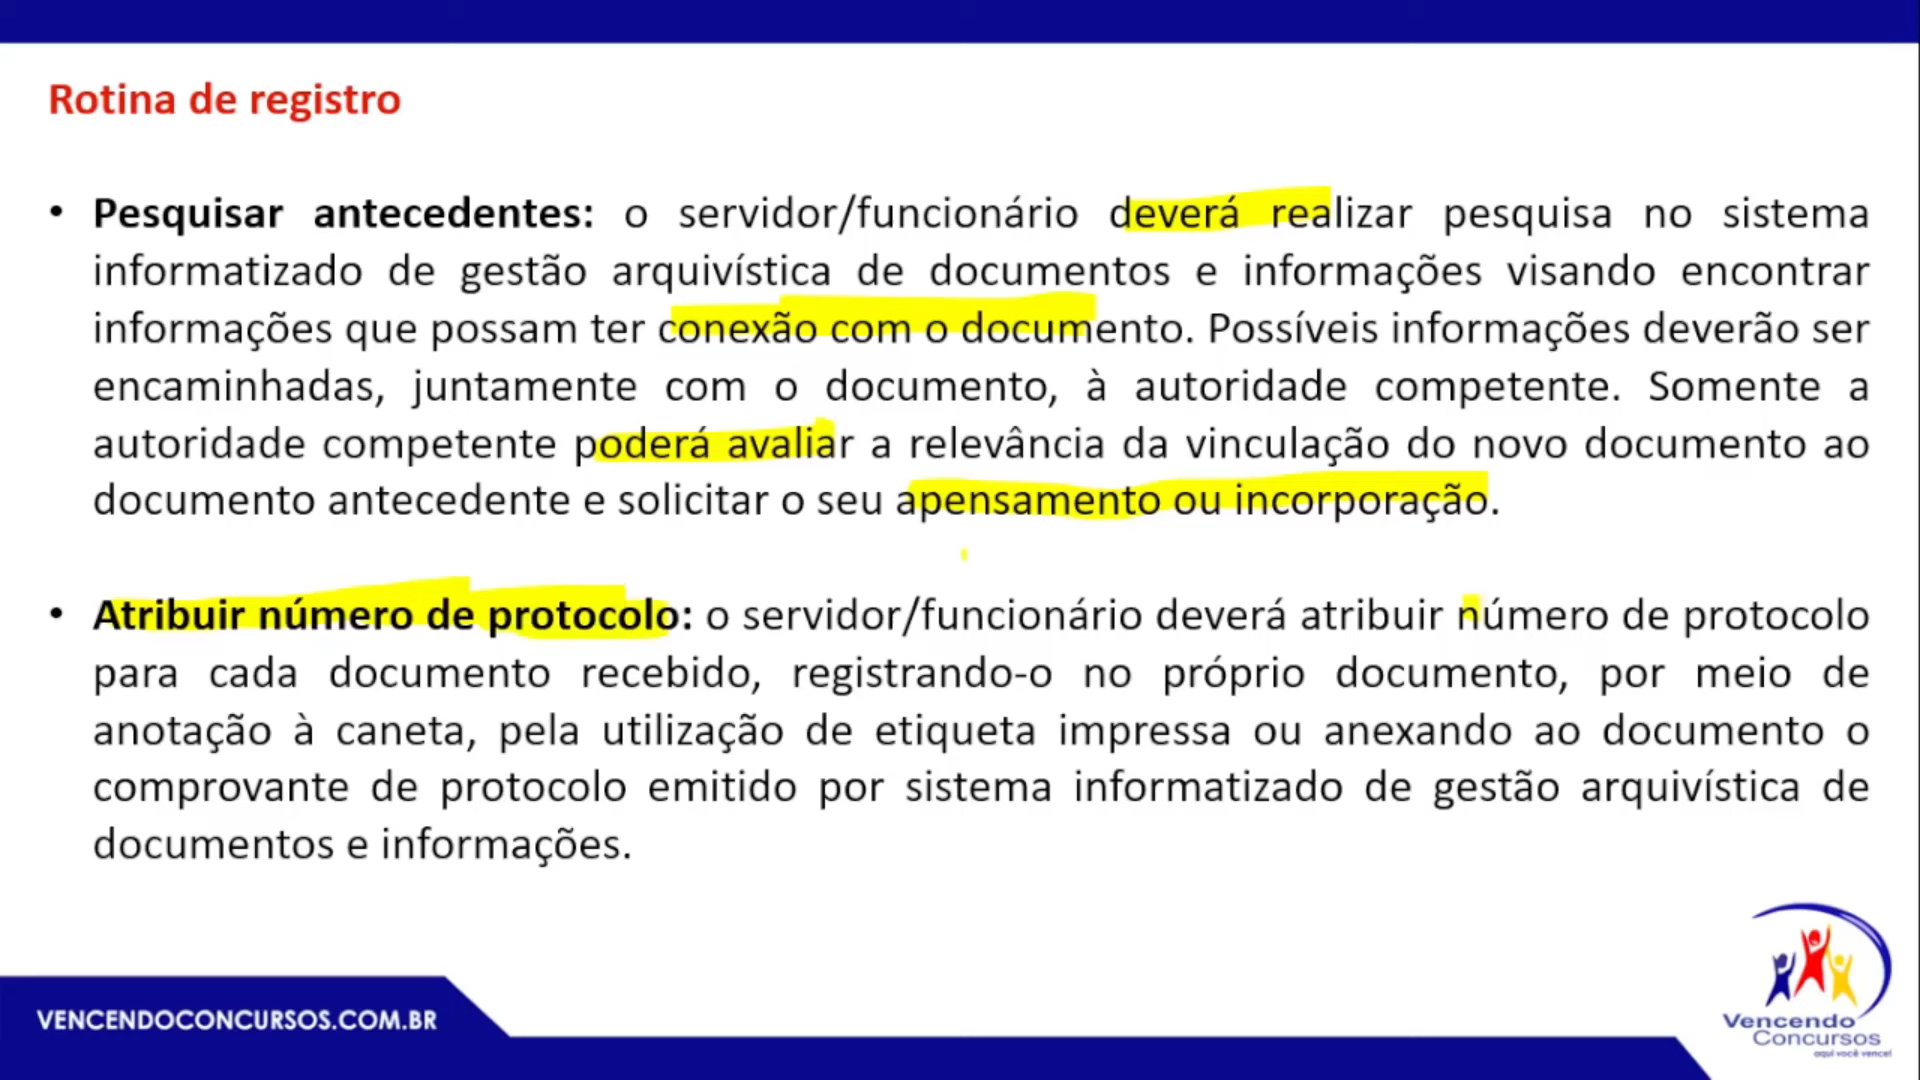 Rotina de registro
• Pesquisar antecedentes: o servidor/funcionário deverá realizar pesquisa no sistema
informatizado de gestão arquivística de documentos e informações visando encontrar
informações que possam ter conexão com o documento. Possíveis informações deverão ser
encaminhadas, juntamente com o documento, à autoridade competente. Somente a
autoridade competente poderá avaliar a relevância da vinculação do novo documento ao
documento antecedente e solicitar o seu apensamento ou incorporação.
• Atribuir número de protocolo: o servidor/funcionário deverá atribuir número de protocolo
para cada documento recebido, registrando-o no próprio documento, por meio de
anotação à caneta, pela utilização de etiqueta impressa ou anexando ao documento o
comprovante de protocolo emitido por sistema informatizado de gestão arquivística de
documentos e informações.
VENCENDOCONCURSOS.COM.BR
Vencendo
Concursos
aqui você vence!